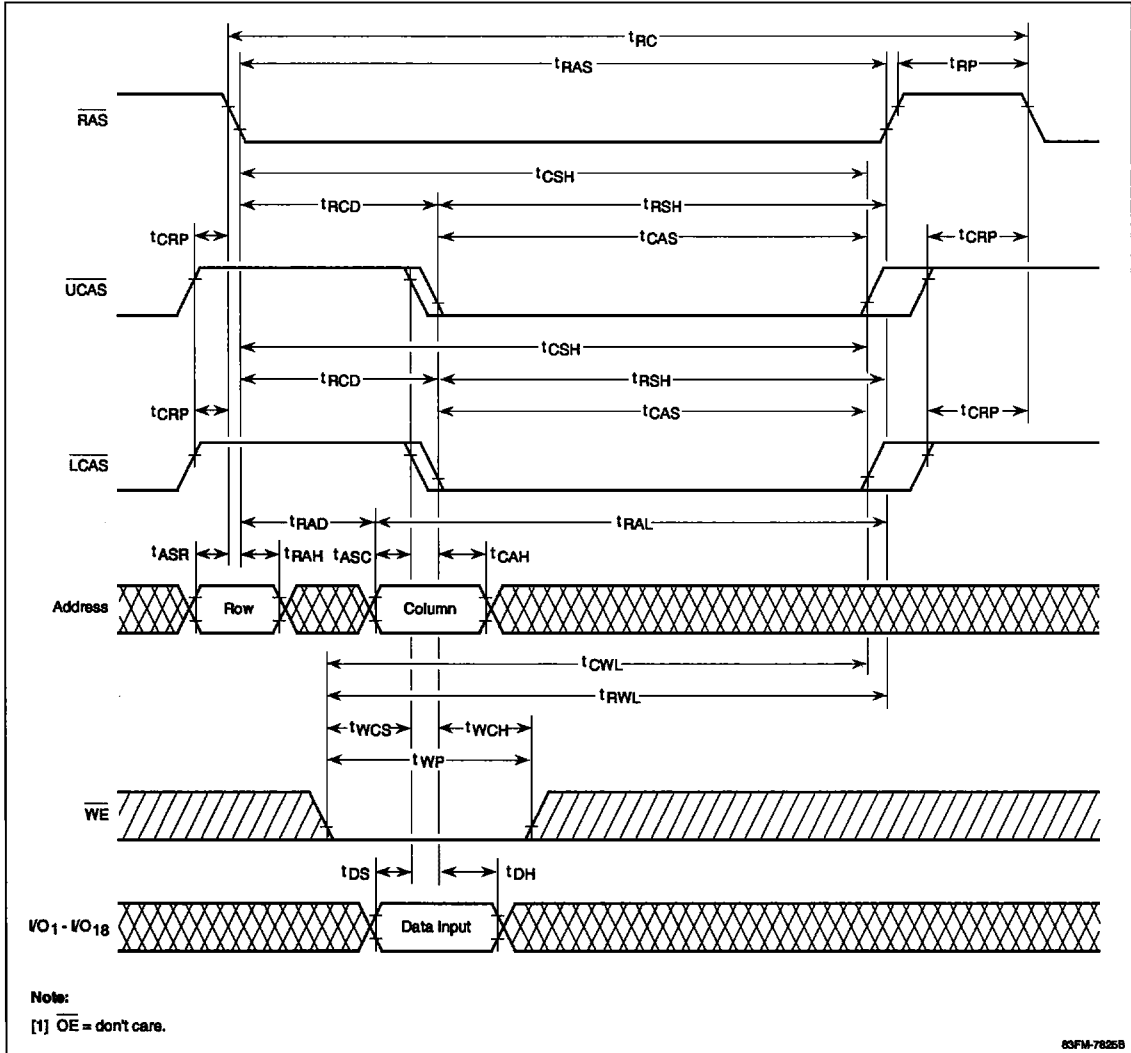 tRC
tRAS
tRP
RAS
tCSH
tRCD
tRSH
tCRP
tCAS
tCRP
UCAS
tCSH
tRCD
tRSH
tCRP
tCAS
tCRP
LCAS
tRAD
tRAL
tASR
tRAH
tASC
tCAH
Address
Row
Column
tCWL
tRWL
tWCS
tWCH
tWP
WE
tDS
tDH
I/O1 - I/O18
Data Input
Note:
[1] OE = don't care.
83FM-7825B